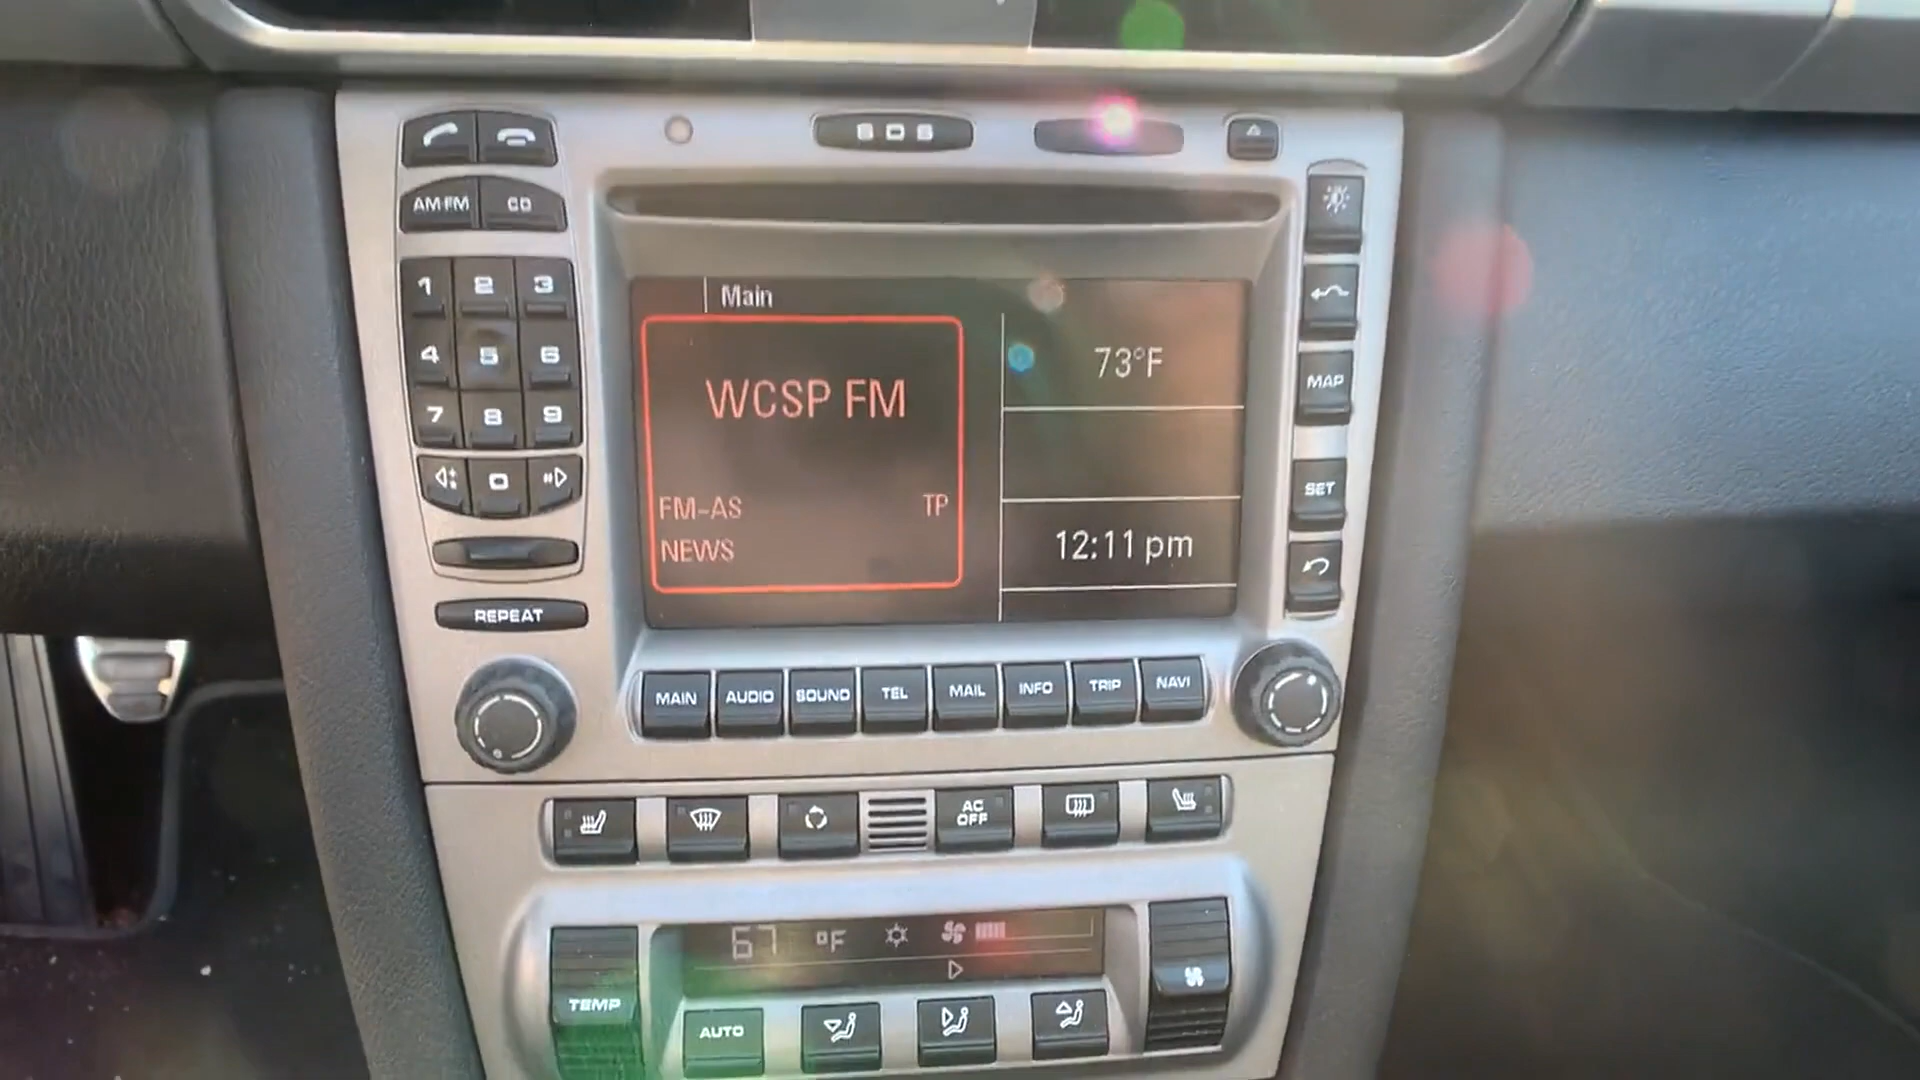 SOS
AM·FM CD
1 2 3
4 5 6
7 8 9
0
REPEAT
Main
WCSP FM
FM-AS TP
NEWS
73°F
12:11 pm
MAP
SET
MAIN AUDIO SOUND TEL MAIL INFO TRIP NAVI
AC
OFF
67 °F
TEMP
AUTO